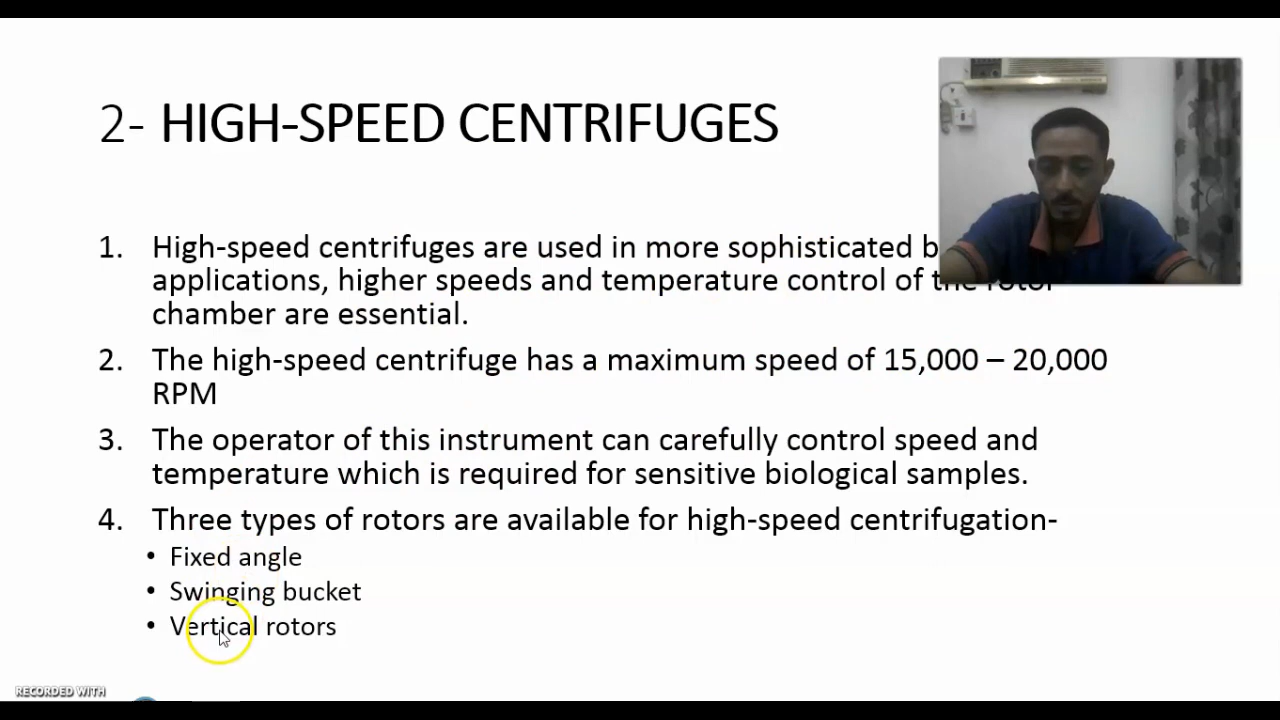 2- HIGH-SPEED CENTRIFUGES
1. High-speed centrifuges are used in more sophisticated
applications, higher speeds and temperature control of the rotor
chamber are essential.
2. The high-speed centrifuge has a maximum speed of 15,000 – 20,000
RPM
3. The operator of this instrument can carefully control speed and
temperature which is required for sensitive biological samples.
4. Three types of rotors are available for high-speed centrifugation-
• Fixed angle
• Swinging bucket
• Vertical rotors
RECORDED WITH